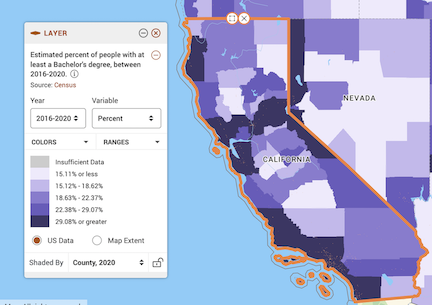 LAYER
Estimated percent of people with at
least a Bachelor's degree, between
2016-2020.
Source: Census
Year
Variable
2016-2020
Percent
COLORS
RANGES
Insufficient Data
15.11% or less
15.12% - 18.62%
18.63% - 22.37%
22.38% - 29.07%
29.08% or greater
US Data
Map Extent
Shaded By
County, 2020
NEVADA
CALIFORNIA